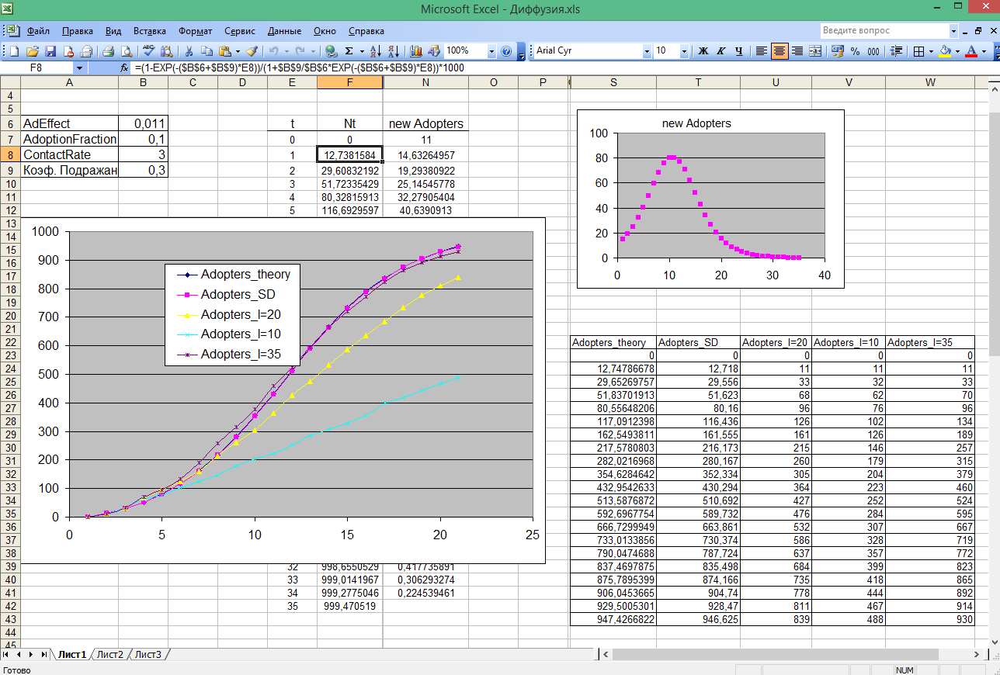 Microsoft Excel - Диффузия.xls
Файл Правка Вид Вставка Формат Сервис Данные Окно Справка Введите вопрос
100% Arial Cyr 10 Ж К Ч % 000
F8 fx =(1-EXP(-($B$6+$B$9)*E8))/(1+$B$9/$B$6*EXP(-($B$6+$B$9)*E8))*1000
A B C D E F N O P S T U V W
4
5
6 AdEffect 0,011 t Nt new Adopters
7 AdoptionFraction 0,1 0 0 11
8 ContactRate 3 1 12,7381584 14,63264957
9 Коэф. Подражан 0,3 2 29,60832192 19,29380922
10 3 51,72335429 25,14545778
11 4 80,32815913 32,27905404
12 5 116,6929597 40,6390913
13
14
15
16
17
18
19
20
21
22
23
24
25
26
27
28
29
30
31
32
33
34
35
36
37
38
39 32 998,6550529 0,417735891
40 33 999,0141967 0,306293274
41 34 999,2775046 0,224539461
42 35 999,470519
43
44
45
1000
900
800
700
600
500
400
300
200
100
0
0 5 10 15 20 25
Adopters_theory
Adopters_SD
Adopters_l=20
Adopters_l=10
Adopters_l=35
new Adopters
100
80
60
40
20
0
0 10 20 30 40
Adopters_theory Adopters_SD Adopters_l=20 Adopters_l=10 Adopters_l=35
0 0 0 0 0
12,74786678 12,718 11 11 11
29,65269757 29,556 33 32 33
51,83701913 51,623 68 62 70
80,55648206 80,16 96 76 96
117,0912398 116,436 126 102 134
162,5493811 161,555 161 126 189
217,5780803 216,173 215 146 257
282,0216968 280,167 260 179 315
354,6284642 352,334 305 204 379
432,9542633 430,294 364 223 460
513,5876872 510,692 427 252 524
592,6967754 589,732 476 284 595
666,7299949 663,861 532 307 667
733,0133856 730,374 586 328 719
790,0474688 787,724 637 357 772
837,4697875 835,498 684 399 823
875,7895399 874,166 735 418 865
906,0453665 904,74 778 444 892
929,5005301 928,47 811 467 914
947,4266822 946,625 839 488 930
Лист1 Лист2 Лист3
Готово NUM